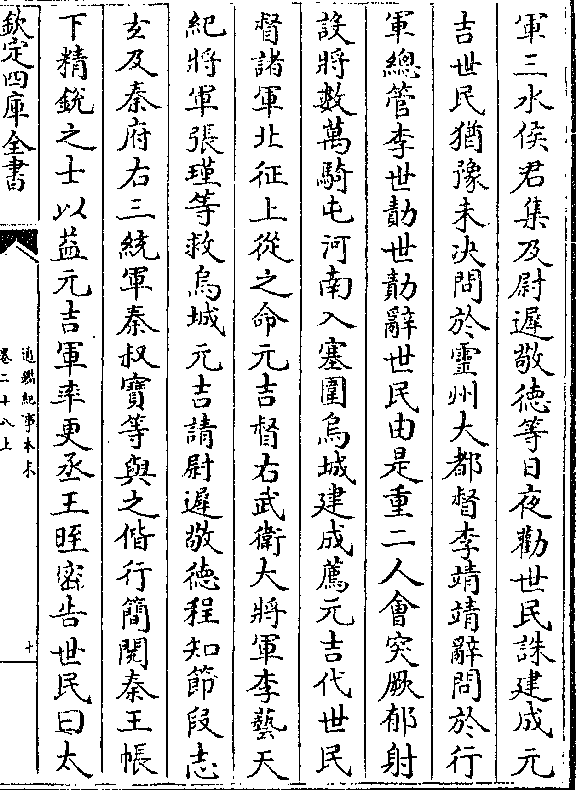 軍三水侯君集及尉遲敬德等日夜勸世民誅建成元
吉世民猶豫未決問於靈州大都督李靖靖辭問於行
軍總管李世勣世勣辭世民由是重二人會突厥郁射
設將數萬騎屯河南入塞圍烏城建成薦元吉代世民
督諸軍北征上從之命元吉督右武衛大將軍李藝天
紀將軍張瑾等救烏城元吉請尉遲敬德程知節段志
玄及秦府右三統軍秦叔寶等與之偕行簡閱秦王帳
下精銳之士以益元吉軍率更丞王晊密告世民曰太
欽定四庫全書
通鑑紀事本末
卷二十八上
十